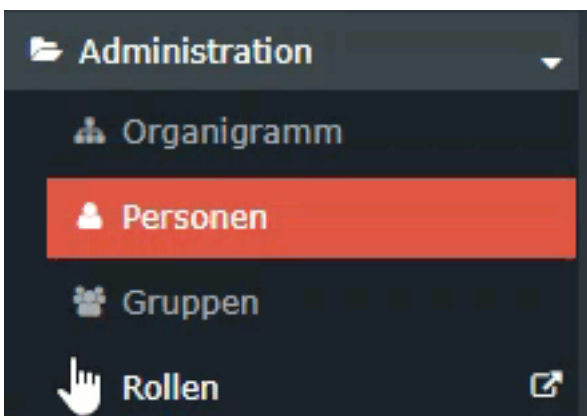 Administration
Organigramm
Personen
Gruppen
Rollen